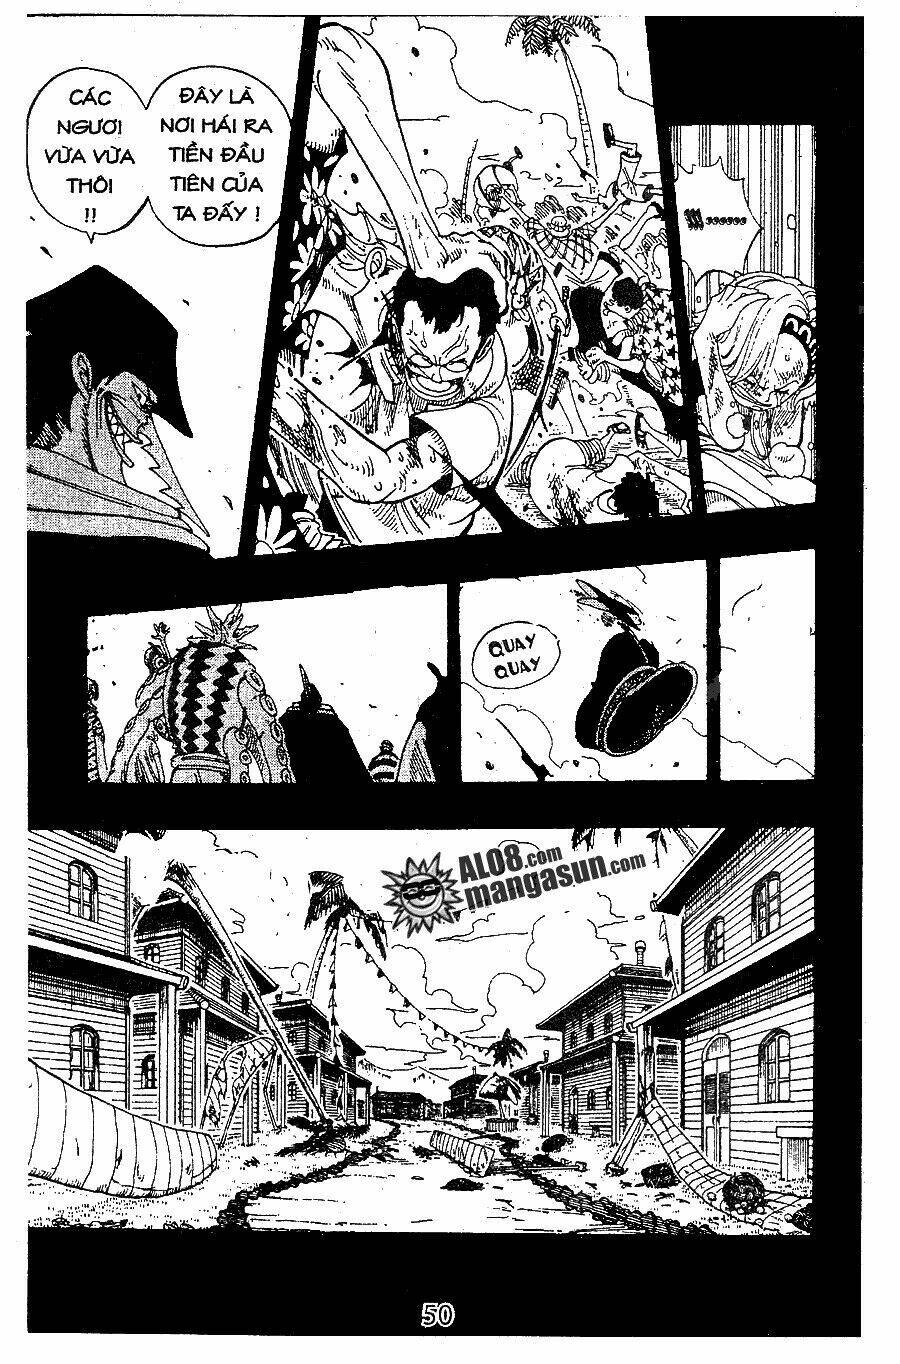 ĐÂY LÀ
NƠI HÁI RA
TIỀN ĐẦU
TIÊN CỦA
TA ĐẤY !
CÁC
NGƯƠI
VỪA VỪA
THÔI
!!
QUAY
QUAY
ALO8.com
mangasun.com
50